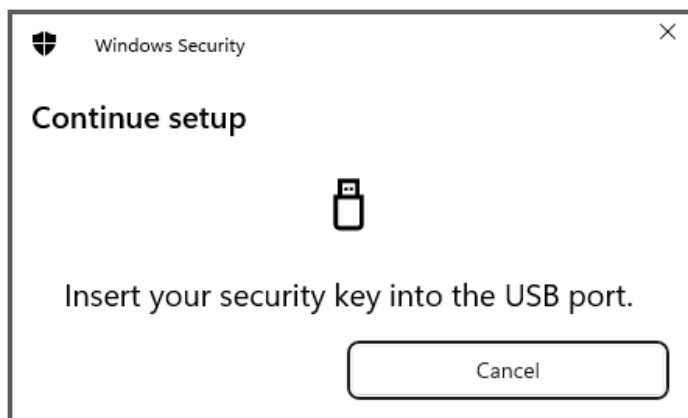 Windows Security
Continue setup
Insert your security key into the USB port.
Cancel